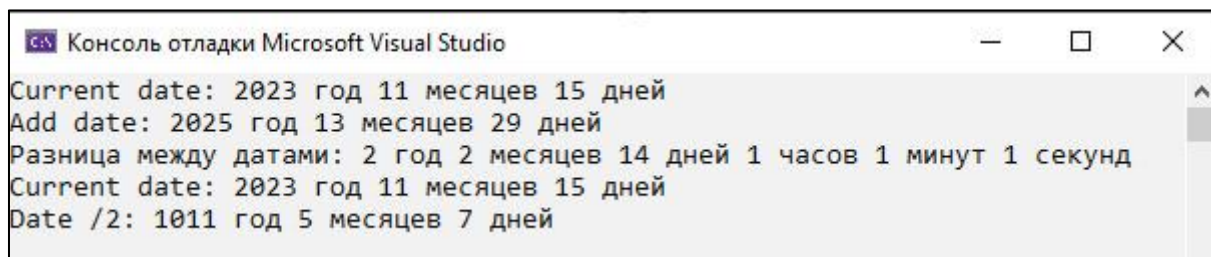 Консоль отладки Microsoft Visual Studio
Current date: 2023 год 11 месяцев 15 дней
Add date: 2025 год 13 месяцев 29 дней
Разница между датами: 2 год 2 месяцев 14 дней 1 часов 1 минут 1 секунд
Current date: 2023 год 11 месяцев 15 дней
Date /2: 1011 год 5 месяцев 7 дней